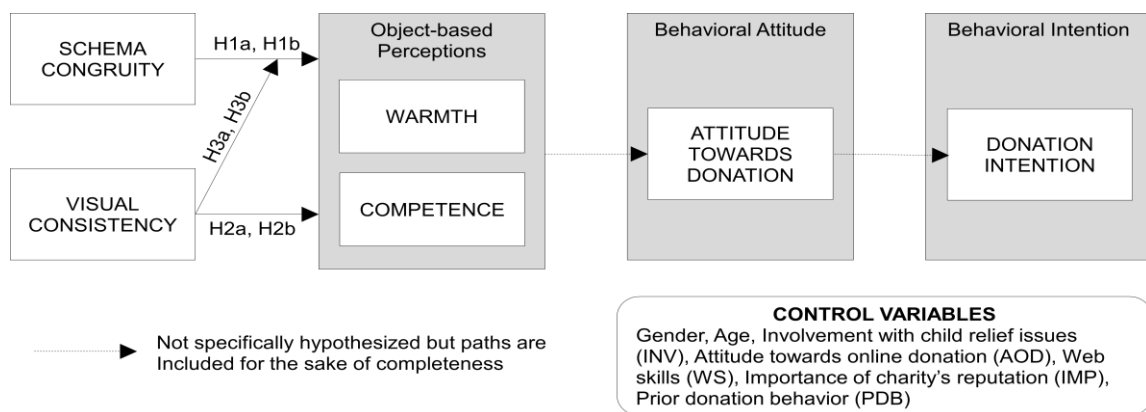 SCHEMA
CONGRUITY
H1a, H1b
H3a, H3b
VISUAL
CONSISTENCY
H2a, H2b
Object-based
Perceptions
WARMTH
COMPETENCE
Behavioral Attitude
ATTITUDE
TOWARDS
DONATION
Behavioral Intention
DONATION
INTENTION
Not specifically hypothesized but paths are
Included for the sake of completeness
CONTROL VARIABLES
Gender, Age, Involvement with child relief issues
(INV), Attitude towards online donation (AOD), Web
skills (WS), Importance of charity's reputation (IMP),
Prior donation behavior (PDB)